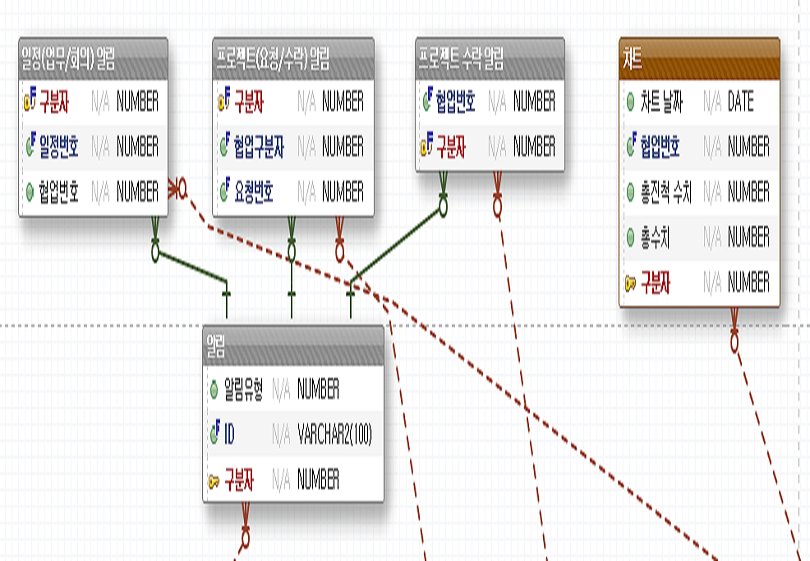 일정(업무/회의) 알림
구분자 N/A NUMBER
일정번호 N/A NUMBER
협업번호 N/A NUMBER
프로젝트(요청/수락) 알림
구분자 N/A NUMBER
협업구분자 N/A NUMBER
요청번호 N/A NUMBER
프로젝트 수락 알림
협업번호 N/A NUMBER
구분자 N/A NUMBER
차트
차트 날짜 N/A DATE
협업번호 N/A NUMBER
총진척 수치 N/A NUMBER
총수치 N/A NUMBER
구분자 N/A NUMBER
알림
알림유형 N/A NUMBER
ID N/A VARCHAR2(100)
구분자 N/A NUMBER